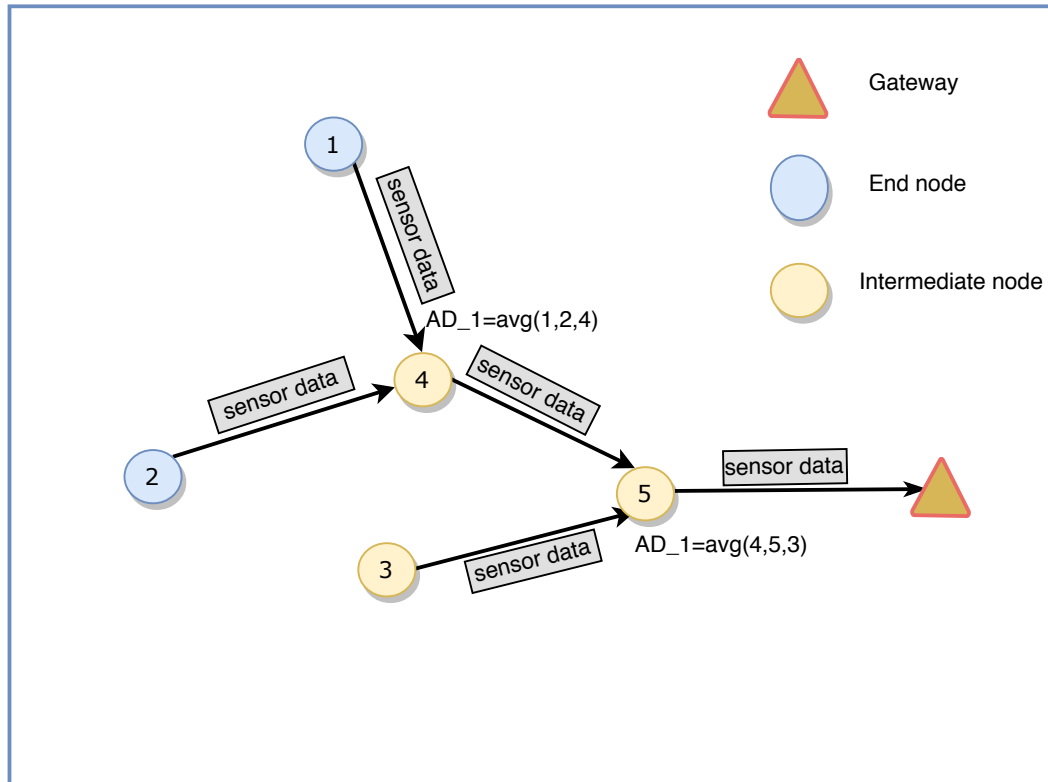 Gateway
1
sensor data
End node
Intermediate node
AD_1=avg(1,2,4)
4
sensor data
sensor data
2
sensor data
5
AD_1=avg(4,5,3)
3
sensor data